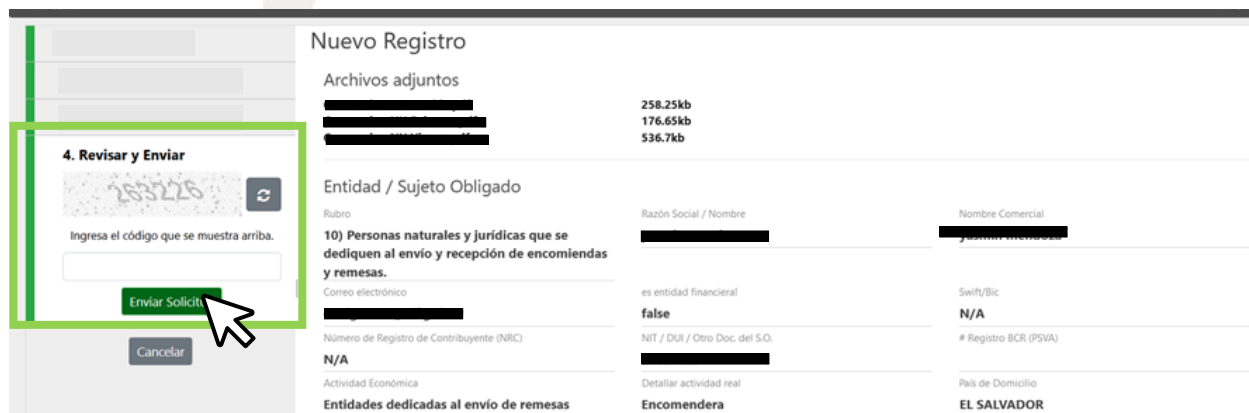 Nuevo Registro
Archivos adjuntos
258.25kb
176.65kb
536.7kb
4. Revisar y Enviar
263226
Ingresa el código que se muestra arriba.
Enviar Solicitu
Cancelar
Entidad / Sujeto Obligado
Rubro
10) Personas naturales y jurídicas que se
dediquen al envío y recepción de encomiendas
y remesas.
Razón Social / Nombre
Nombre Comercial
Correo electrónico
es entidad financiera!
false
Swift/Bic
N/A
Número de Registro de Contribuyente (NRC)
N/A
NIT / DUI / Otro Doc. del S.O.
# Registro BCR (PSVA)
Actividad Económica
Entidades dedicadas al envío de remesas
Detallar actividad real
Encomendera
País de Domicilio
EL SALVADOR